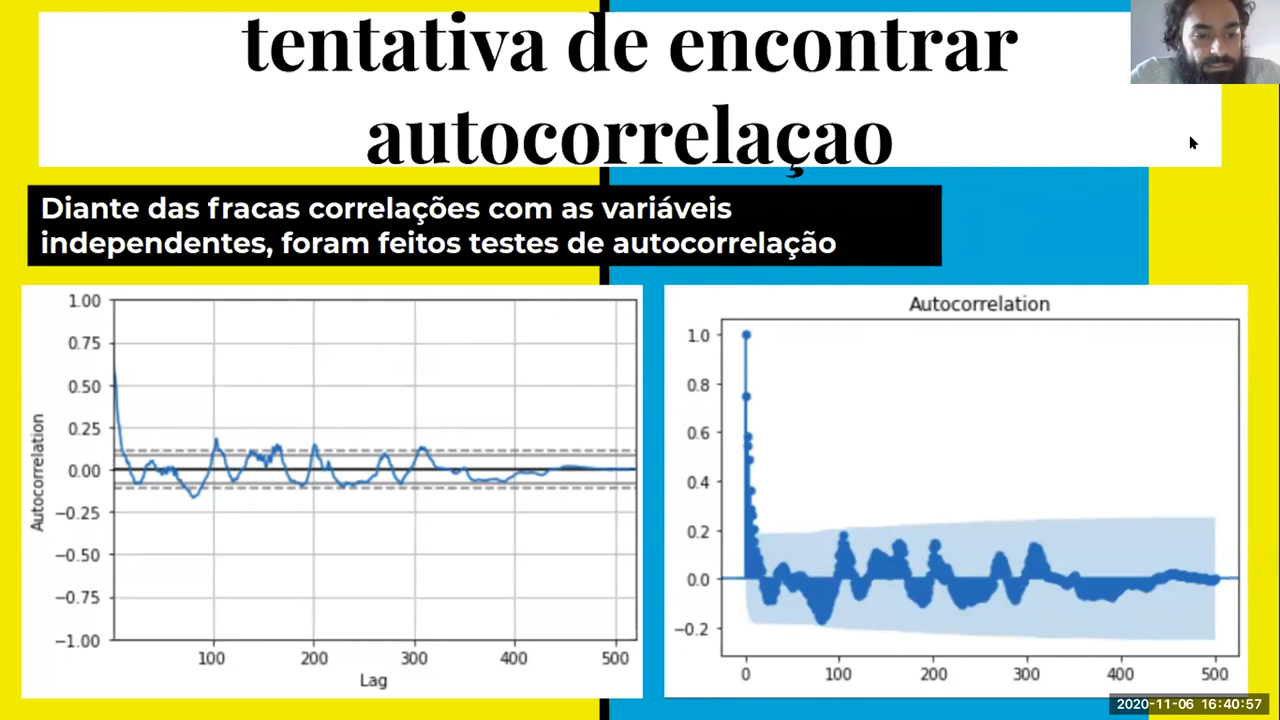 tentativa de encontrar
autocorrelaçao
Diante das fracas correlações com as variáveis
independentes, foram feitos testes de autocorrelação
1.00
0.75
0.50
0.25
0.00
−0.25
−0.50
−0.75
−1.00
Autocorrelation
100 200 300 400 500
Lag
Autocorrelation
1.0
0.8
0.6
0.4
0.2
0.0
−0.2
0 100 200 300 400 500
2020-11-06 16:40:57